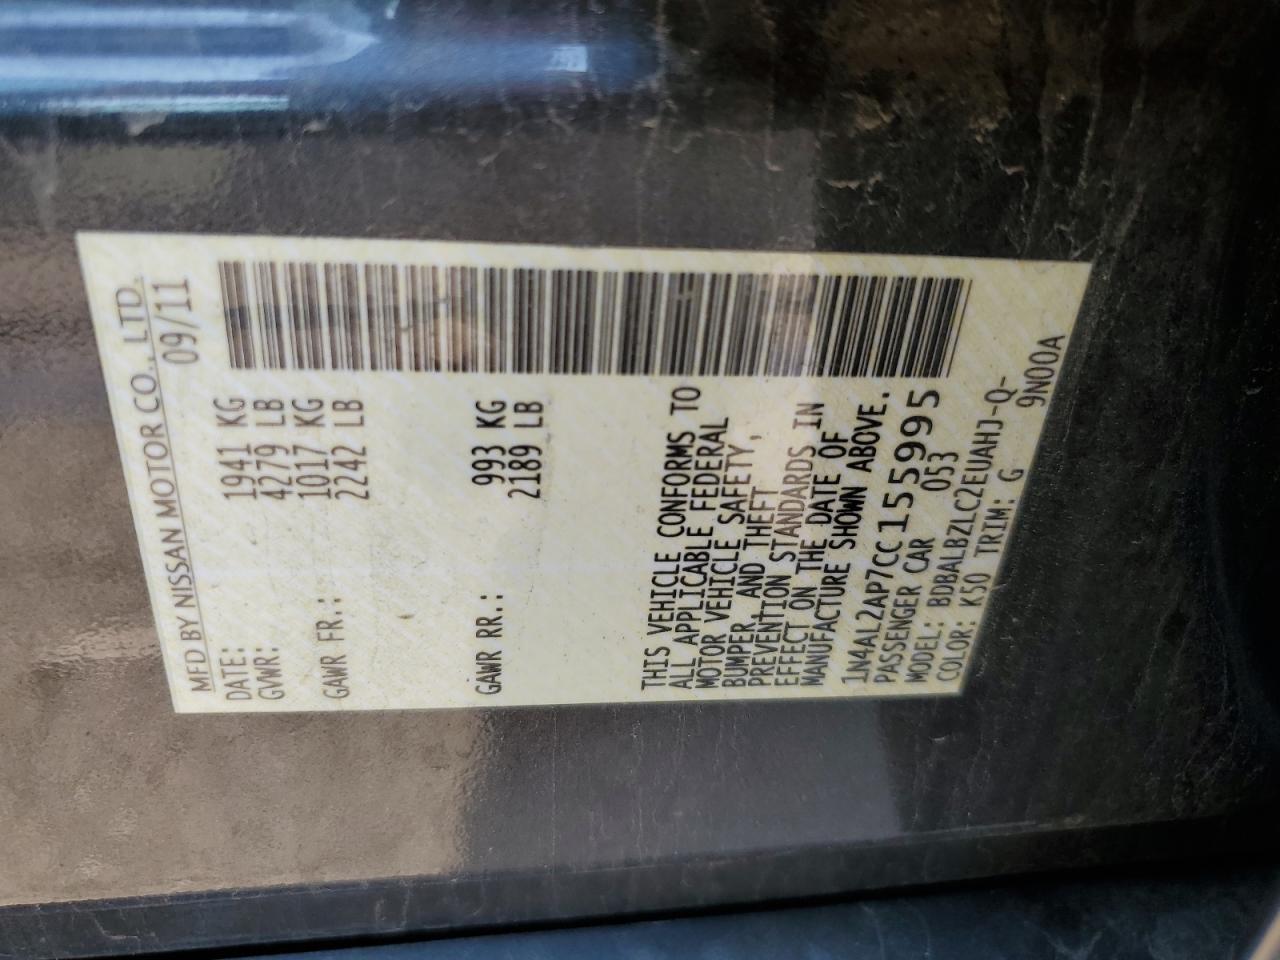 MFD BY NISSAN MOTOR CO., LTD.
DATE: 09/11
GVWR: 1941 KG
4279 LB
GAWR FR.: 1017 KG
2242 LB
GAWR RR.: 993 KG
2189 LB
THIS VEHICLE CONFORMS TO
ALL APPLICABLE FEDERAL
MOTOR VEHICLE SAFETY,
BUMPER, AND THEFT
PREVENTION STANDARDS IN
EFFECT ON THE DATE OF
MANUFACTURE SHOWN ABOVE.
1N4AL2AP7CC155995
PASSENGER CAR 053
MODEL: BDBALBZLC2EUAHJ-Q-
COLOR: K50 TRIM: G 9N00A